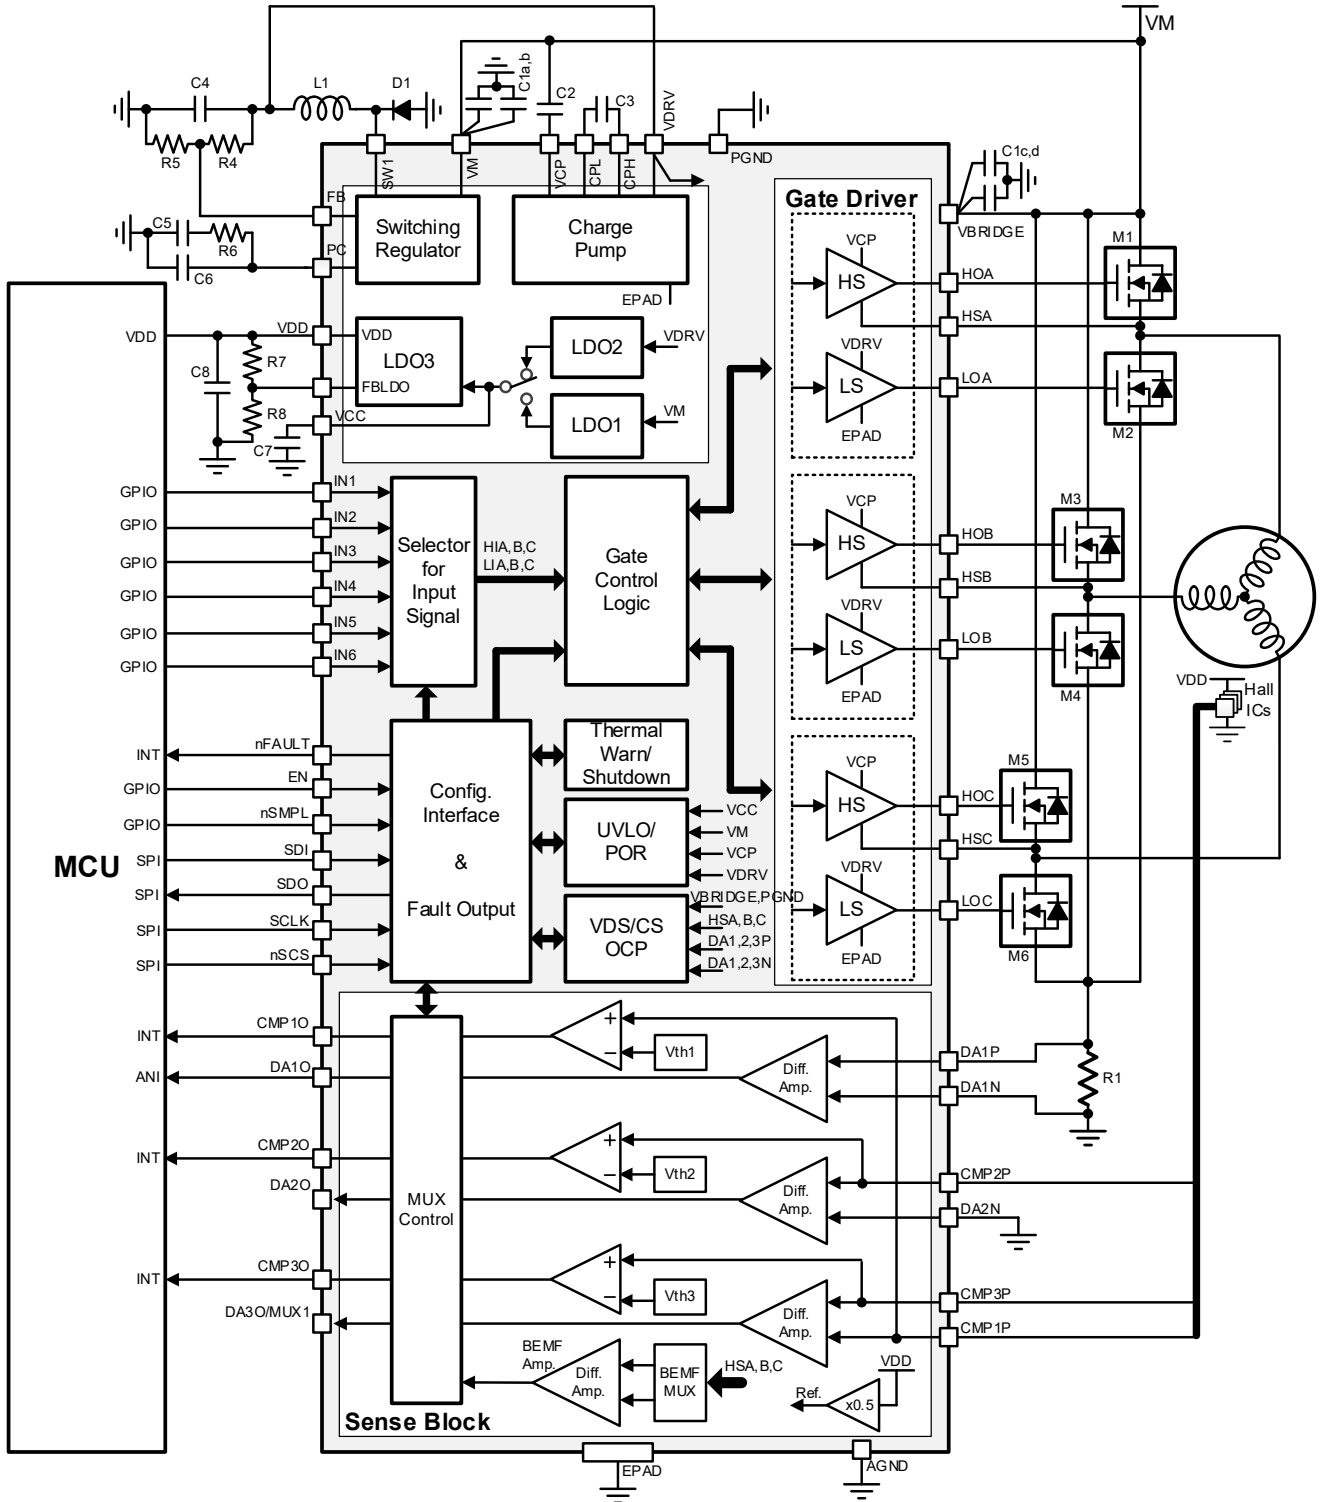 VM
C4
L1
D1
C1a,b
C2
C3
VDRV
R5
R4
SW1
VM
VCP
CPL
CPH
PGND
C1c,d
FB
Switching
Regulator
Charge
Pump
Gate Driver
VBRIDGE
C5
R6
PC
C6
EPAD
VCP
HS
HOA
M1
HSA
MCU
VDD
VDD
VDD
LDO3
FBLDO
LDO2
VDRV
LDO1
VM
R7
C8
R8
VCC
C7
VDRV
LS
LOA
EPAD
M2
GPIO
IN1
GPIO
IN2
GPIO
IN3
GPIO
IN4
GPIO
IN5
GPIO
IN6
Selector
for
Input
Signal
HIA,B,C
LIA,B,C
Gate
Control
Logic
VCP
HS
HOB
M3
HSB
VDRV
LS
LOB
EPAD
M4
VDD
Hall
ICs
INT
nFAULT
GPIO
EN
GPIO
nSMPL
SPI
SDI
SPI
SDO
SPI
SCLK
SPI
nSCS
Config.
Interface
&
Fault Output
Thermal
Warn/
Shutdown
UVLO/
POR
VCC
VM
VCP
VDRV
VDS/CS
OCP
VBRIDGE,PGND
HSA,B,C
DA1,2,3P
DA1,2,3N
VCP
HS
HOC
M5
HSC
VDRV
LS
LOC
EPAD
M6
INT
CMP1O
ANI
DA1O
INT
CMP2O
DA2O
INT
CMP3O
DA3O/MUX1
MUX
Control
+
−
Vth1
Diff.
Amp.
DA1P
DA1N
R1
+
−
Vth2
Diff.
Amp.
CMP2P
DA2N
+
−
Vth3
Diff.
Amp.
CMP3P
CMP1P
BEMF
Amp.
Diff.
Amp.
BEMF
MUX
HSA,B,C
VDD
Ref.
x0.5
Sense Block
EPAD
AGND